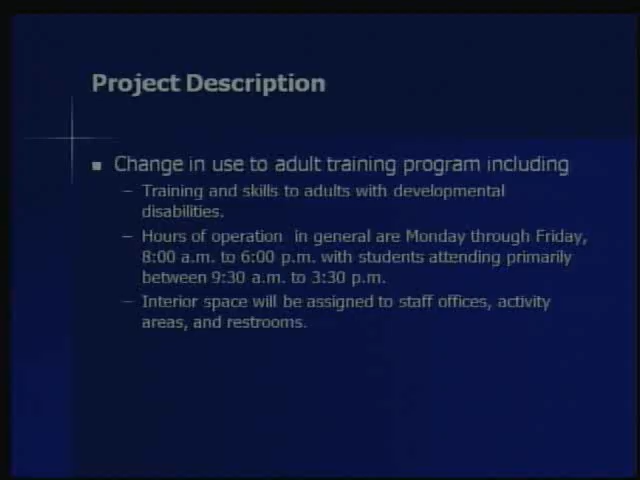 Project Description
Change in use to adult training program including
– Training and skills to adults with developmental
disabilities.
– Hours of operation in general are Monday through Friday,
8:00 a.m. to 6:00 p.m. with students attending primarily
between 9:30 a.m. to 3:30 p.m.
– Interior space will be assigned to staff offices, activity
areas, and restrooms.